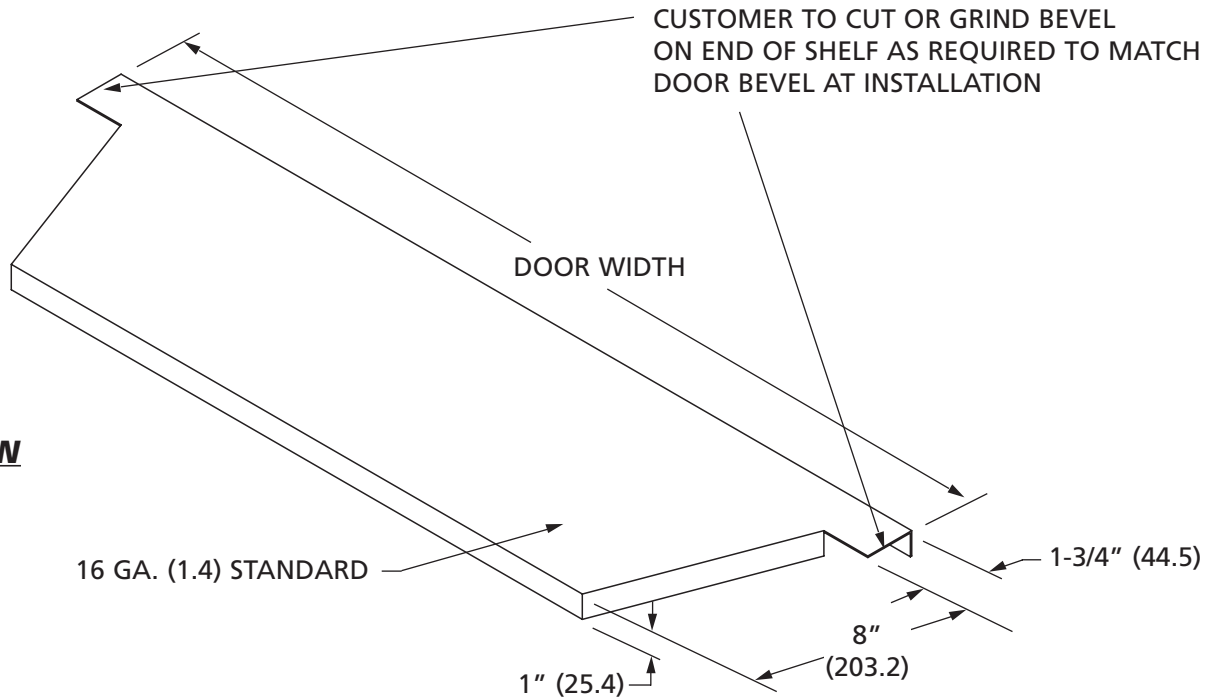 CUSTOMER TO CUT OR GRIND BEVEL
ON END OF SHELF AS REQUIRED TO MATCH
DOOR BEVEL AT INSTALLATION
DOOR WIDTH
W
16 GA. (1.4) STANDARD
1-3/4" (44.5)
8"
(203.2)
1" (25.4)